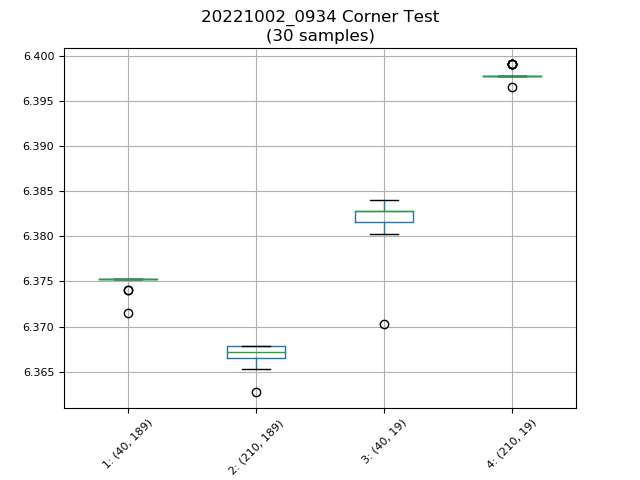 20221002_0934 Corner Test
(30 samples)
6.400
6.395
6.390
6.385
6.380
6.375
6.370
6.365
1: (40, 189)
2: (210, 189)
3: (40, 19)
4: (210, 19)